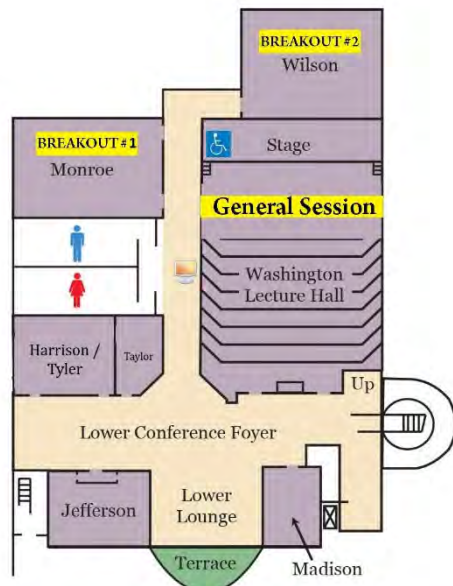 BREAKOUT #2
Wilson
BREAKOUT #1
Monroe
Stage
General Session
Washington
Lecture Hall
Harrison /
Tyler
Taylor
Up
Lower Conference Foyer
Jefferson
Lower
Lounge
Terrace
Madison